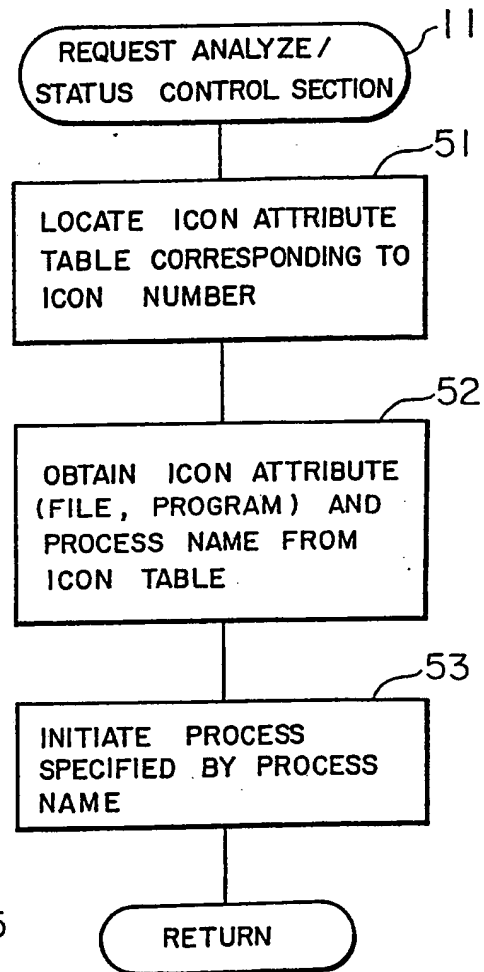 REQUEST ANALYZE/
STATUS CONTROL SECTION
11
51
LOCATE ICON ATTRIBUTE
TABLE CORRESPONDING TO
ICON NUMBER
52
OBTAIN ICON ATTRIBUTE
(FILE, PROGRAM) AND
PROCESS NAME FROM
ICON TABLE
53
INITIATE PROCESS
SPECIFIED BY PROCESS
NAME
RETURN